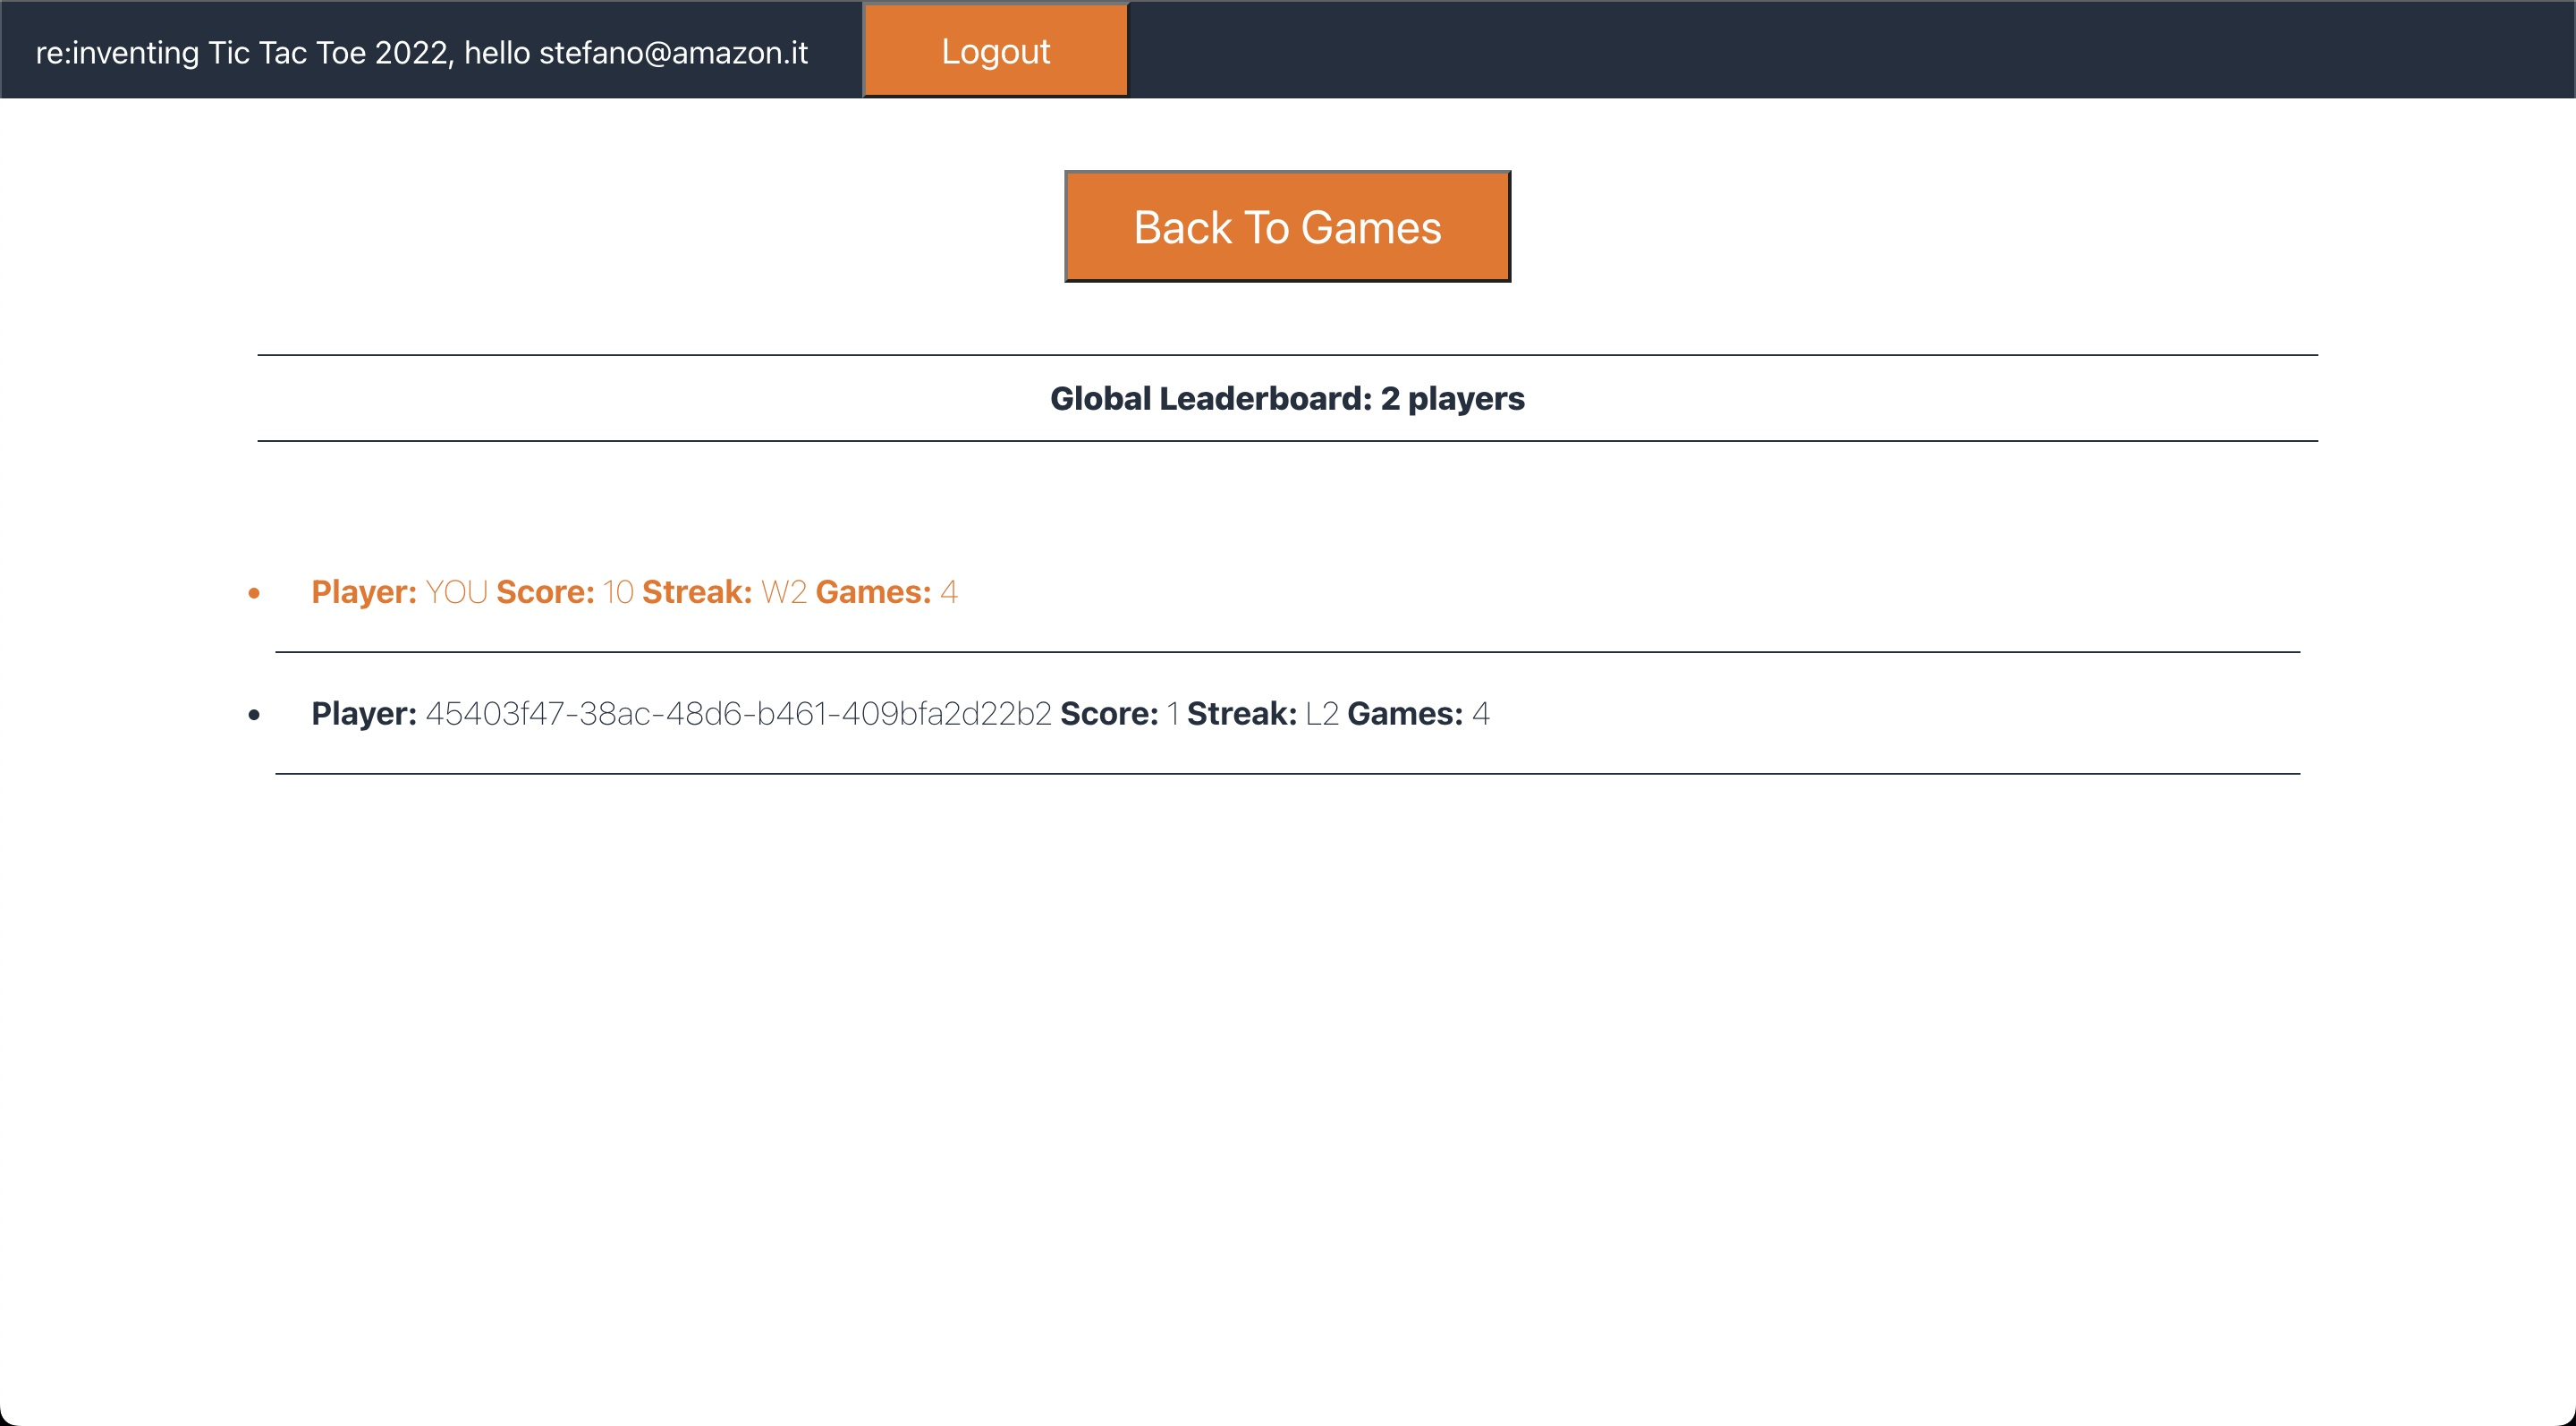 re:inventing Tic Tac Toe 2022, hello stefano@amazon.it Logout
Back To Games
Global Leaderboard: 2 players
Player: YOU Score: 10 Streak: W2 Games: 4
Player: 45403f47-38ac-48d6-b461-409bfa2d22b2 Score: 1 Streak: L2 Games: 4